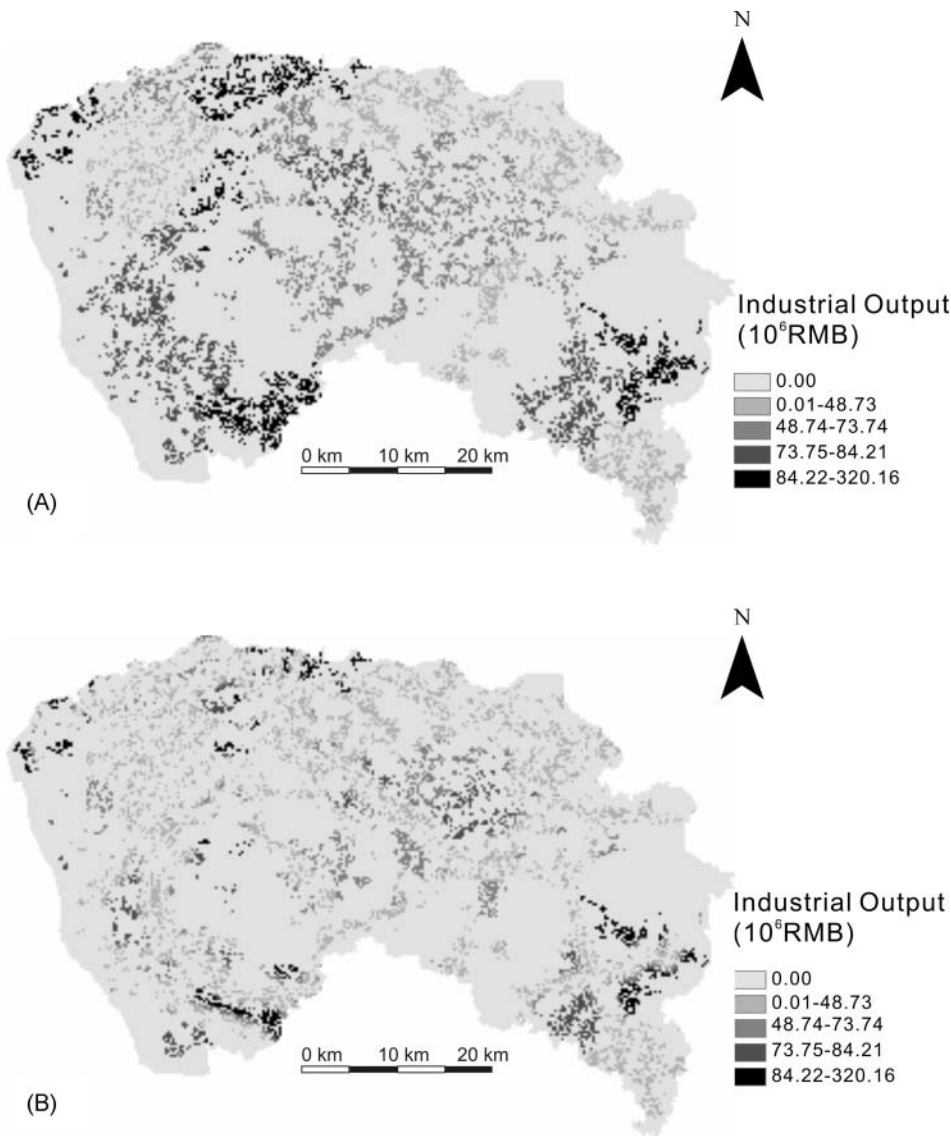 N
Industrial Output
(10⁶RMB)
0.00
0.01-48.73
48.74-73.74
73.75-84.21
84.22-320.16
0 km 10 km 20 km
(A)
N
Industrial Output
(10⁶RMB)
0.00
0.01-48.73
48.74-73.74
73.75-84.21
84.22-320.16
0 km 10 km 20 km
(B)